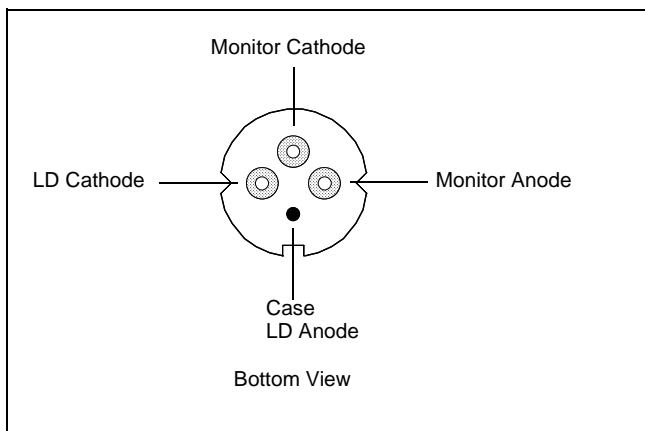 Monitor Cathode
LD Cathode
Monitor Anode
Case
LD Anode
Bottom View